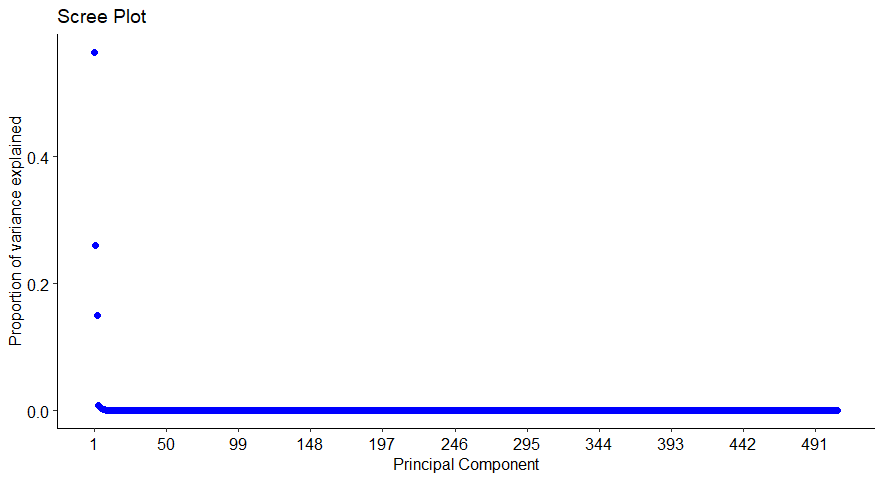 Scree Plot
Proportion of variance explained
0.4
0.2
0.0
1 50 99 148 197 246 295 344 393 442 491
Principal Component